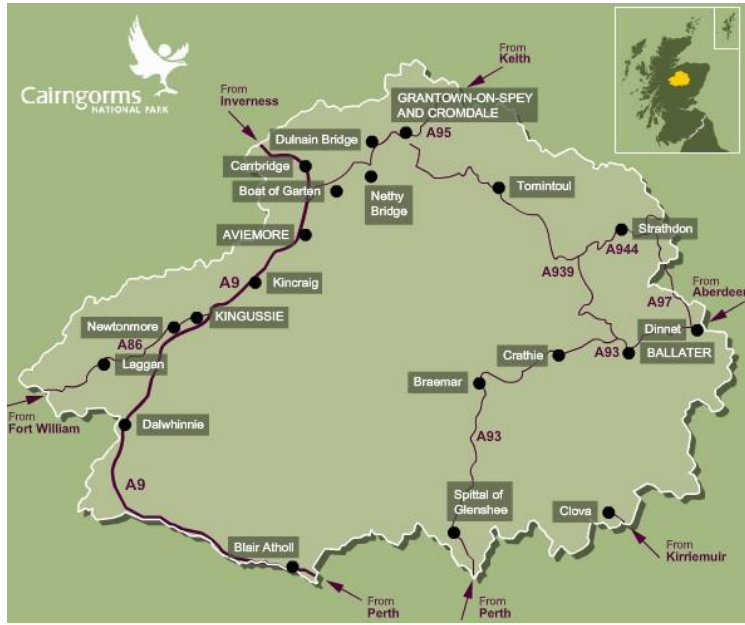 Cairngorms
NATIONAL PARK
From
Inverness
From
Keith
GRANTOWN-ON-SPEY
AND CROMDALE
A95
Dulnain Bridge
Carrbridge
Boat of Garten
Nethy
Bridge
Tomintoul
Strathdon
AVIEMORE
A944
A939
A9
Kincraig
A97
From
Aberdeen
Newtonmore
KINGUSSIE
Dinnet
A86
Crathie
A93
BALLATER
Laggan
Braemar
From
Fort William
Dalwhinnie
A93
A9
Spittal of
Glenshee
Clova
Blair Atholl
From
Kirrlemuir
From
Perth
From
Perth